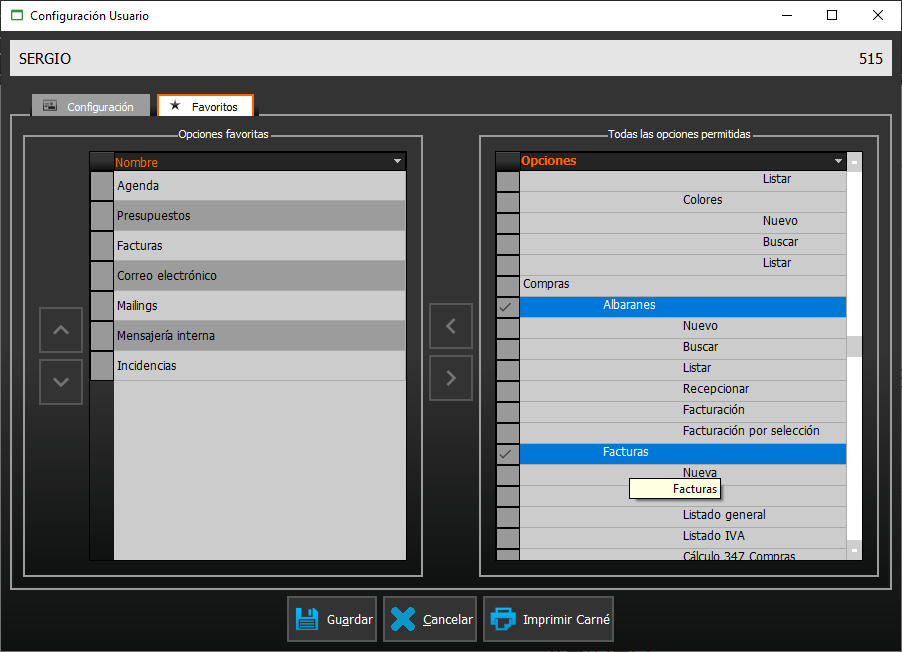 Configuración Usuario
SERGIO 515
Configuración Favoritos
Opciones favoritas
Nombre
Agenda
Presupuestos
Facturas
Correo electrónico
Mailings
Mensajería interna
Incidencias
Todas las opciones permitidas
Opciones
Listar
Colores
Nuevo
Buscar
Listar
Compras
Albaranes
Nuevo
Buscar
Listar
Recepcionar
Facturación
Facturación por selección
Facturas
Nueva
Facturas
Listado general
Listado IVA
Cálculo 347 Compras
Guardar Cancelar Imprimir Carné